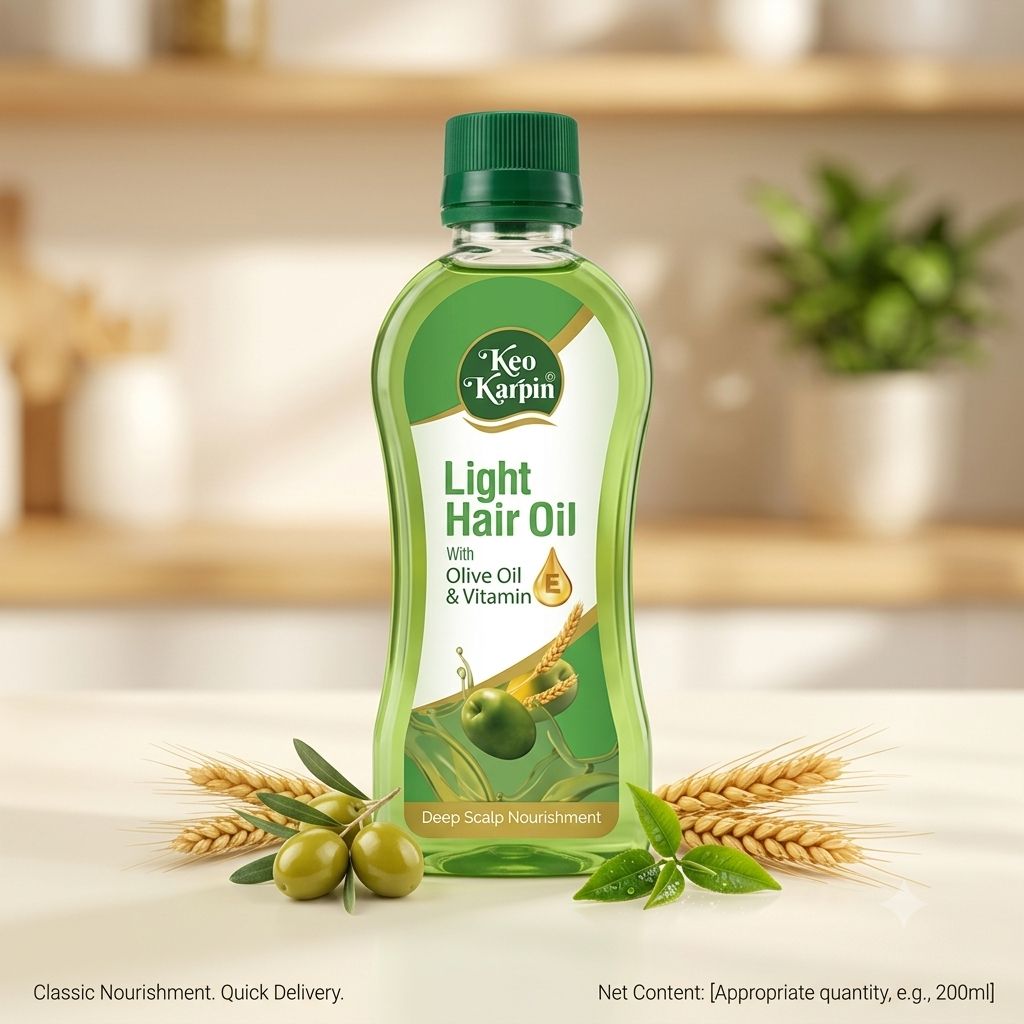 Keo
Karpin©
Light
Hair Oil
With
Olive Oil
& Vitamin E
Deep Scalp Nourishment
Classic Nourishment. Quick Delivery.
Net Content: [Appropriate quantity, e.g., 200ml]